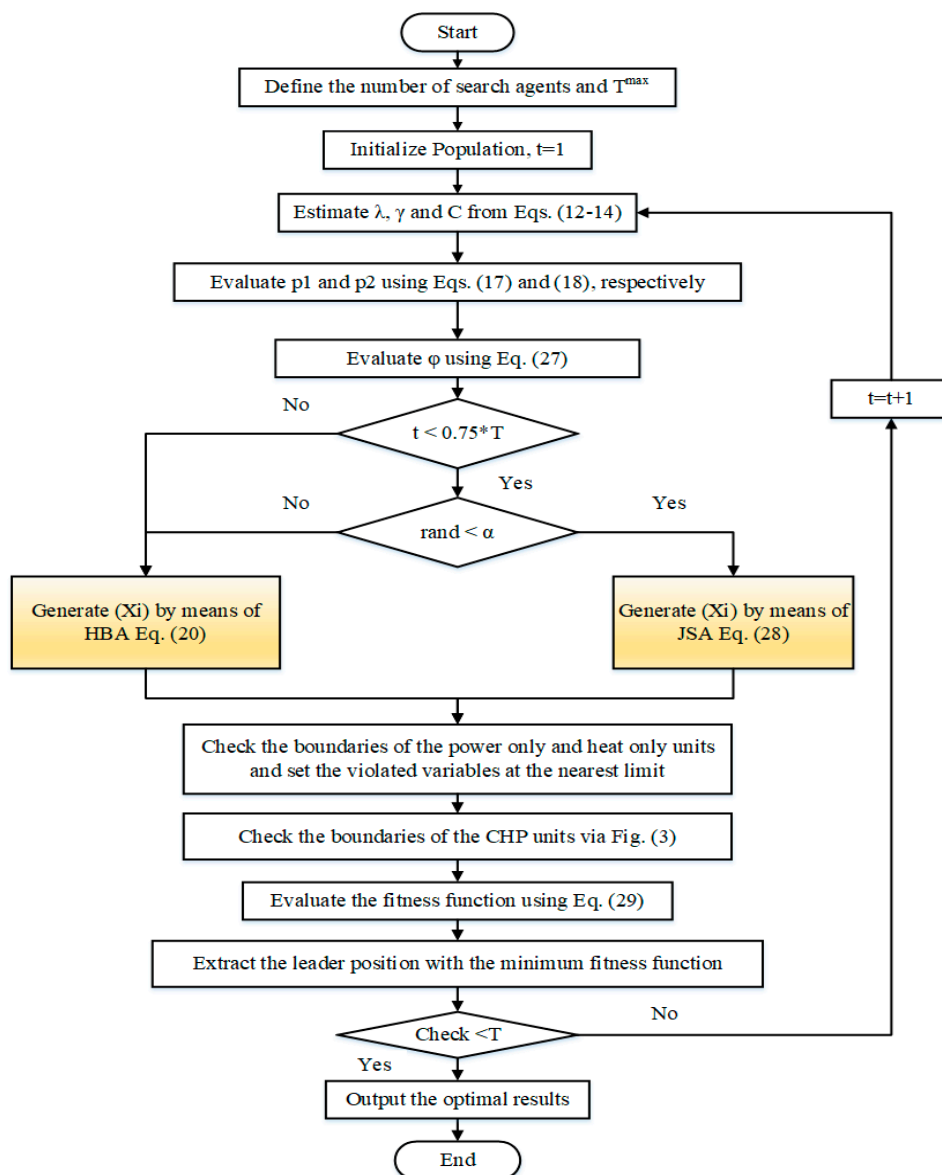 Start
Define the number of search agents and T^max
Initialize Population, t=1
Estimate λ, γ and C from Eqs. (12-14)
Evaluate p1 and p2 using Eqs. (17) and (18), respectively
Evaluate φ using Eq. (27)
t=t+1
No
t < 0.75*T
Yes
No
rand < α
Yes
Generate (Xi) by means of
HBA Eq. (20)
Generate (Xi) by means of
JSA Eq. (28)
Check the boundaries of the power only and heat only units
and set the violated variables at the nearest limit
Check the boundaries of the CHP units via Fig. (3)
Evaluate the fitness function using Eq. (29)
Extract the leader position with the minimum fitness function
No
Check <T
Yes
Output the optimal results
End